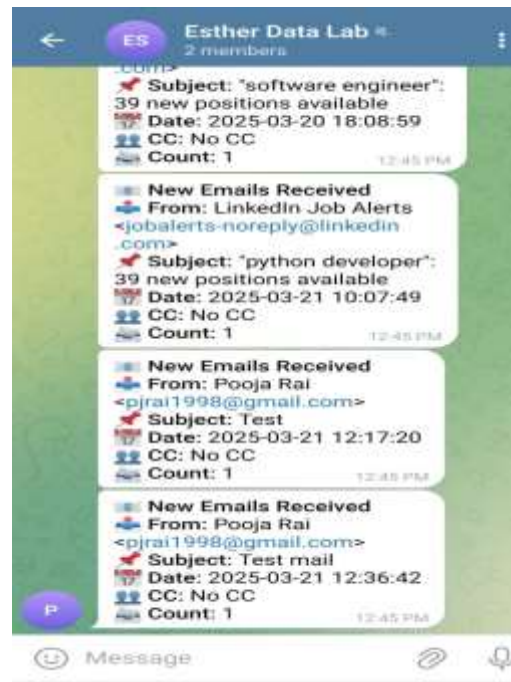 ES
Esther Data Lab
2 members
.com>
Subject: "software engineer":
39 new positions available
Date: 2025-03-20 18:08:59
CC: No CC
Count: 1
12:45 PM
New Emails Received
From: LinkedIn Job Alerts
<jobalerts-noreply@linkedin
.com>
Subject: "python developer":
39 new positions available
Date: 2025-03-21 10:07:49
CC: No CC
Count: 1
12:45 PM
New Emails Received
From: Pooja Rai
<pjrai1998@gmail.com>
Subject: Test
Date: 2025-03-21 12:17:20
CC: No CC
Count: 1
12:45 PM
New Emails Received
From: Pooja Rai
<pjrai1998@gmail.com>
Subject: Test mail
Date: 2025-03-21 12:36:42
CC: No CC
Count: 1
12:45 PM
P
Message